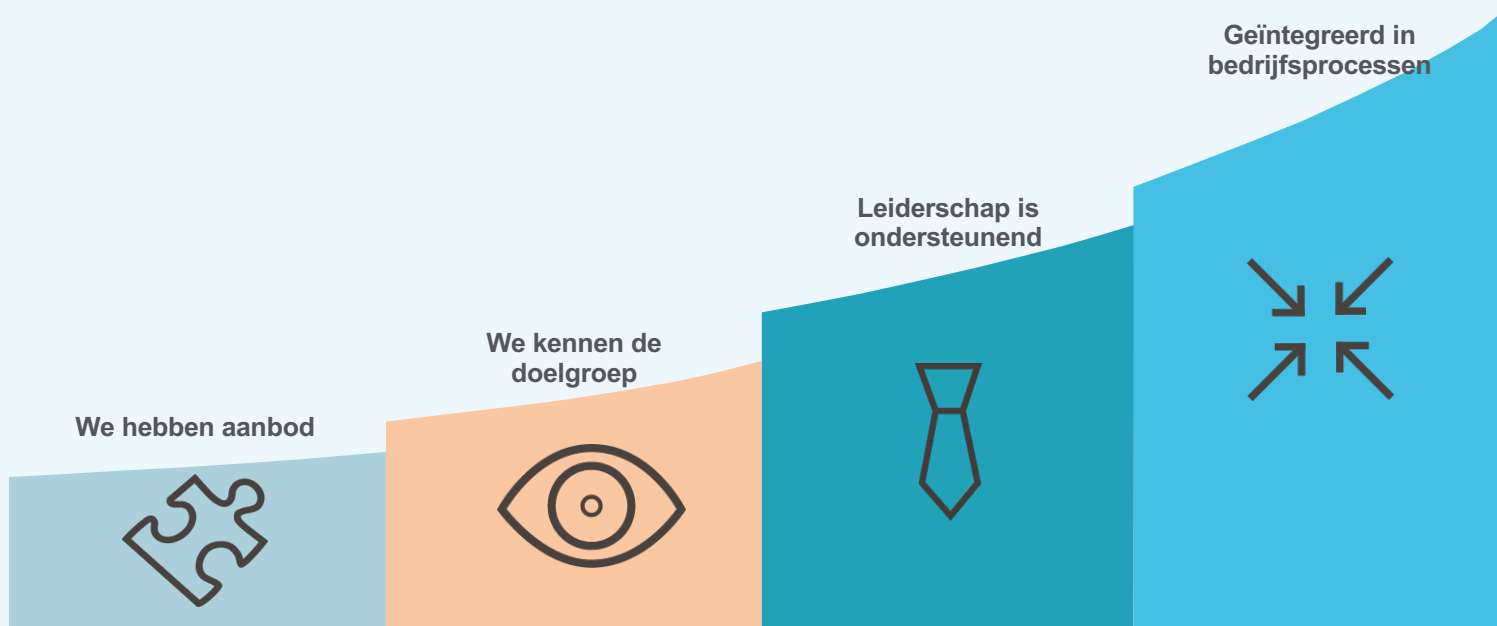 We hebben aanbod
We kennen de
doelgroep
Leiderschap is
ondersteunend
Geïntegreerd in
bedrijfsprocessen